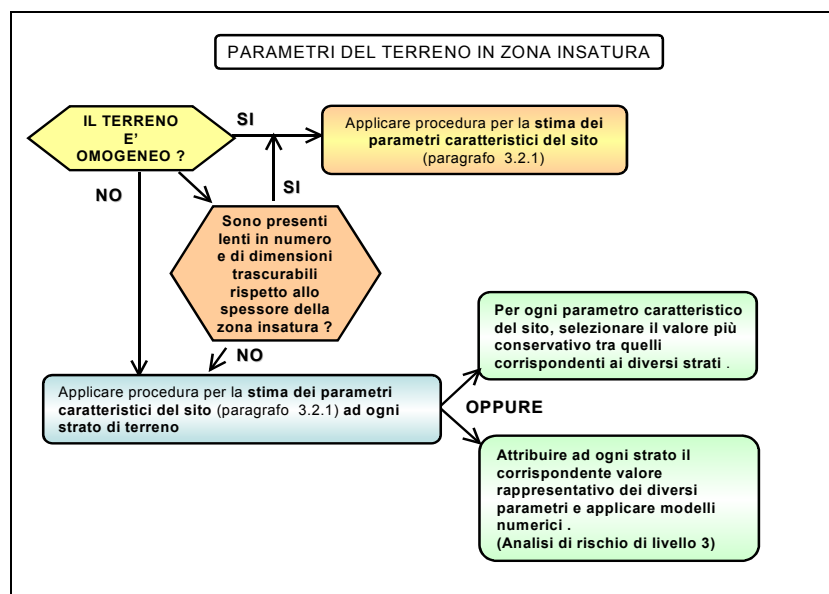 PARAMETRI DEL TERRENO IN ZONA INSATURA
IL TERRENO
E'
OMOGENEO ?
SI
Applicare procedura per la stima dei
parametri caratteristici del sito
(paragrafo 3.2.1)
NO
SI
Sono presenti
lenti in numero
e di dimensioni
trascurabili
rispetto allo
spessore della
zona insatura ?
NO
Applicare procedura per la stima dei parametri
caratteristici del sito (paragrafo 3.2.1) ad ogni
strato di terreno
Per ogni parametro caratteristico
del sito, selezionare il valore più
conservativo tra quelli
corrispondenti ai diversi strati .
OPPURE
Attribuire ad ogni strato il
corrispondente valore
rappresentativo dei diversi
parametri e applicare modelli
numerici .
(Analisi di rischio di livello 3)